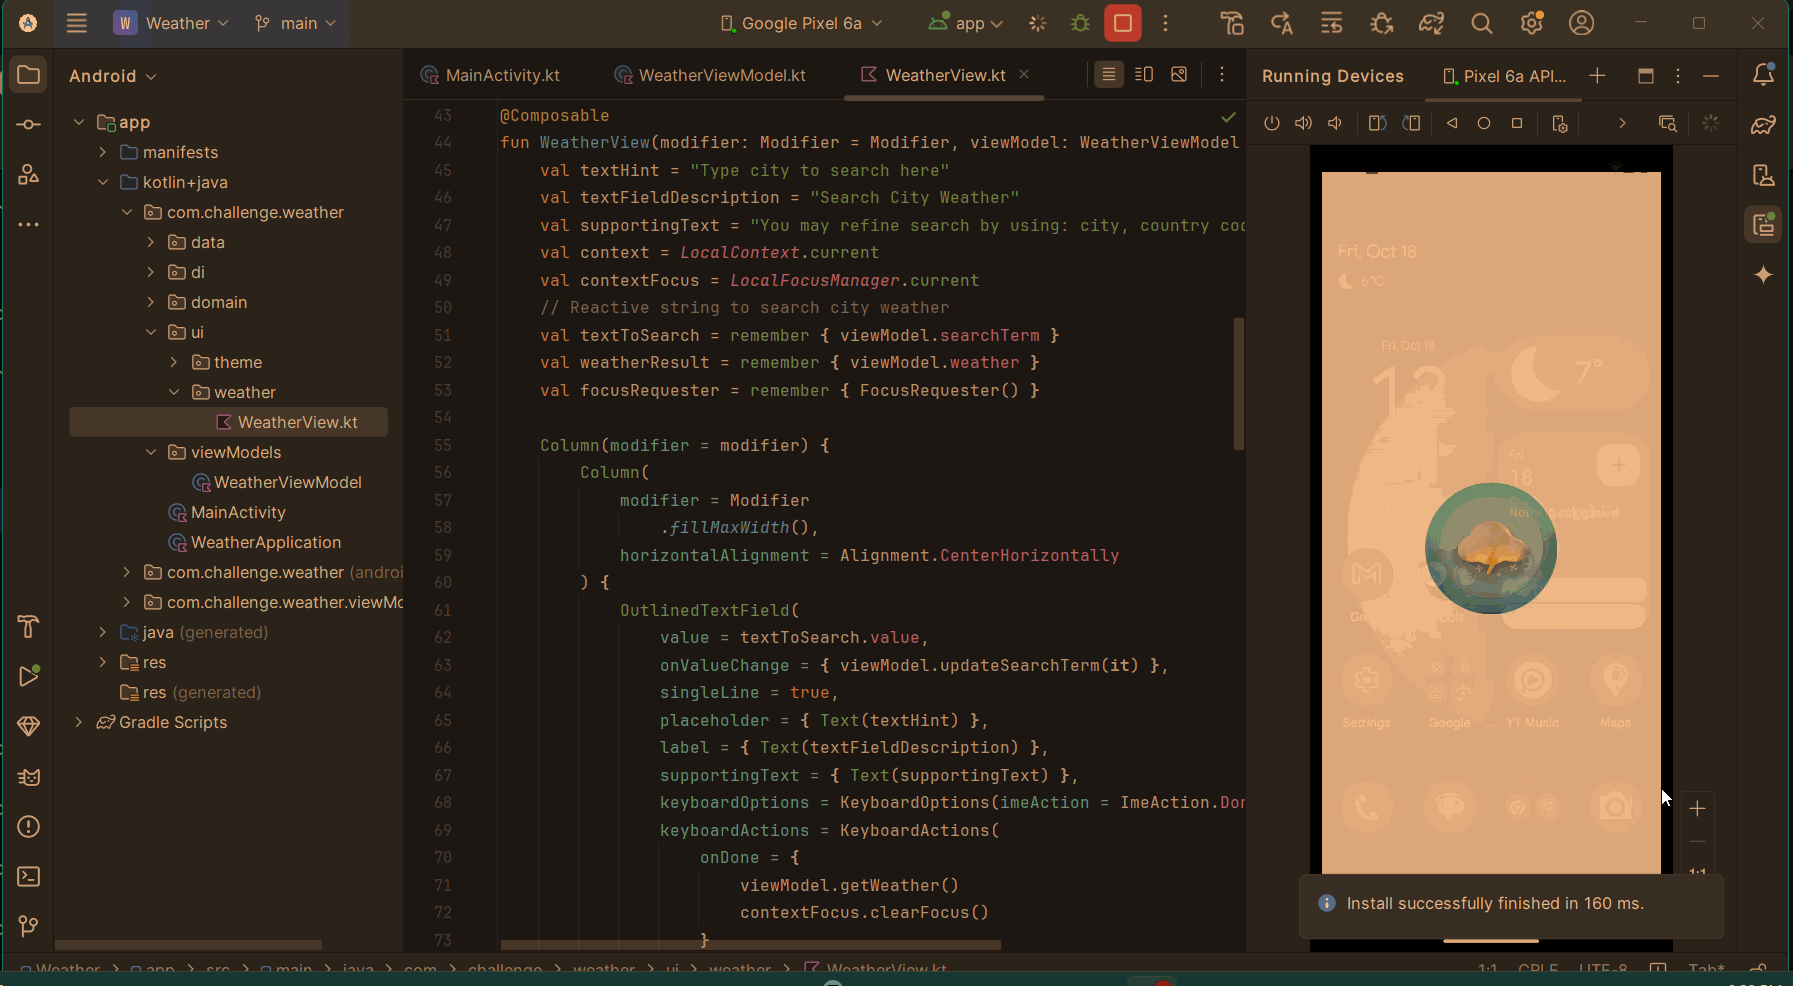 W Weather main Google Pixel 6a app
Android
MainActivity.kt WeatherViewModel.kt WeatherView.kt
Running Devices Pixel 6a API...
app
manifests
kotlin+java
com.challenge.weather
data
di
domain
ui
theme
weather
WeatherView.kt
viewModels
WeatherViewModel
MainActivity
WeatherApplication
com.challenge.weather (androi
com.challenge.weather.viewMo
java (generated)
res
res (generated)
Gradle Scripts
43 @Composable
44 fun WeatherView(modifier: Modifier = Modifier, viewModel: WeatherViewModel
45 val textHint = "Type city to search here"
46 val textFieldDescription = "Search City Weather"
47 val supportingText = "You may refine search by using: city, country cod
48 val context = LocalContext.current
49 val contextFocus = LocalFocusManager.current
50 // Reactive string to search city weather
51 val textToSearch = remember { viewModel.searchTerm }
52 val weatherResult = remember { viewModel.weather }
53 val focusRequester = remember { FocusRequester() }
54
55 Column(modifier = modifier) {
56 Column(
57 modifier = Modifier
58 .fillMaxWidth(),
59 horizontalAlignment = Alignment.CenterHorizontally
60 ) {
61 OutlinedTextField(
62 value = textToSearch.value,
63 onValueChange = { viewModel.updateSearchTerm(it) },
64 singleLine = true,
65 placeholder = { Text(textHint) },
66 label = { Text(textFieldDescription) },
67 supportingText = { Text(supportingText) },
68 keyboardOptions = KeyboardOptions(imeAction = ImeAction.Don
69 keyboardActions = KeyboardActions(
70 onDone = {
71 viewModel.getWeather()
72 contextFocus.clearFocus()
73 }
Fri, Oct 18
6°C
Fri, Oct 18
12
7°
Fri
18
Settings Google YT Music Maps
1:1
Install successfully finished in 160 ms.
Weather > app > src > main > java > com > challenge > weather > ui > weather > WeatherView.kt
1:1 CRLF UTF-8 Tab*